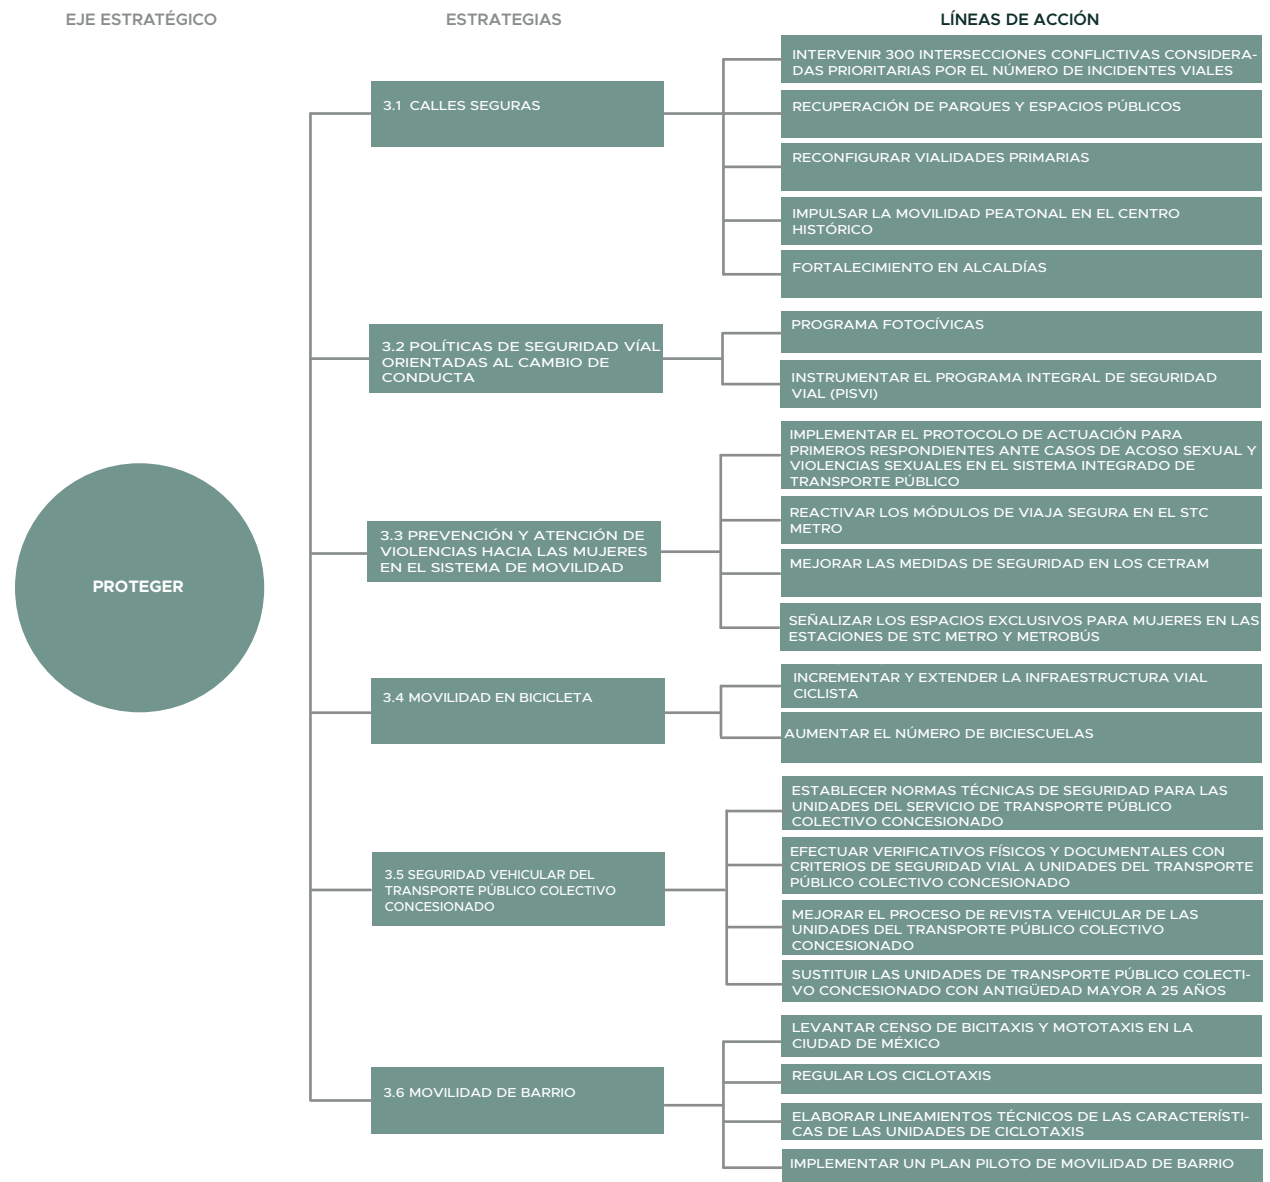 EJE ESTRATÉGICO
ESTRATEGIAS
LÍNEAS DE ACCIÓN
PROTEGER
3.1 CALLES SEGURAS
INTERVENIR 300 INTERSECCIONES CONFLICTIVAS CONSIDERA-
DAS PRIORITARIAS POR EL NÚMERO DE INCIDENTES VIALES
RECUPERACIÓN DE PARQUES Y ESPACIOS PÚBLICOS
RECONFIGURAR VIALIDADES PRIMARIAS
IMPULSAR LA MOVILIDAD PEATONAL EN EL CENTRO
HISTÓRICO
FORTALECIMIENTO EN ALCALDÍAS
3.2 POLÍTICAS DE SEGURIDAD VÍAL
ORIENTADAS AL CAMBIO DE
CONDUCTA
PROGRAMA FOTOCÍVICAS
INSTRUMENTAR EL PROGRAMA INTEGRAL DE SEGURIDAD
VIAL (PISVI)
3.3 PREVENCIÓN Y ATENCIÓN DE
VIOLENCIAS HACIA LAS MUJERES
EN EL SISTEMA DE MOVILIDAD
IMPLEMENTAR EL PROTOCOLO DE ACTUACIÓN PARA
PRIMEROS RESPONDIENTES ANTE CASOS DE ACOSO SEXUAL Y
VIOLENCIAS SEXUALES EN EL SISTEMA INTEGRADO DE
TRANSPORTE PÚBLICO
REACTIVAR LOS MÓDULOS DE VIAJA SEGURA EN EL STC
METRO
MEJORAR LAS MEDIDAS DE SEGURIDAD EN LOS CETRAM
SEÑALIZAR LOS ESPACIOS EXCLUSIVOS PARA MUJERES EN LAS
ESTACIONES DE STC METRO Y METROBÚS
3.4 MOVILIDAD EN BICICLETA
INCREMENTAR Y EXTENDER LA INFRAESTRUCTURA VIAL
CICLISTA
AUMENTAR EL NÚMERO DE BICIESCUELAS
3.5 SEGURIDAD VEHICULAR DEL
TRANSPORTE PÚBLICO COLECTIVO
CONCESIONADO
ESTABLECER NORMAS TÉCNICAS DE SEGURIDAD PARA LAS
UNIDADES DEL SERVICIO DE TRANSPORTE PÚBLICO
COLECTIVO CONCESIONADO
EFECTUAR VERIFICATIVOS FÍSICOS Y DOCUMENTALES CON
CRITERIOS DE SEGURIDAD VIAL A UNIDADES DEL TRANSPORTE
PÚBLICO COLECTIVO CONCESIONADO
MEJORAR EL PROCESO DE REVISTA VEHICULAR DE LAS
UNIDADES DEL TRANSPORTE PÚBLICO COLECTIVO
CONCESIONADO
SUSTITUIR LAS UNIDADES DE TRANSPORTE PÚBLICO COLECTI-
VO CONCESIONADO CON ANTIGÜEDAD MAYOR A 25 AÑOS
3.6 MOVILIDAD DE BARRIO
LEVANTAR CENSO DE BICITAXIS Y MOTOTAXIS EN LA
CIUDAD DE MÉXICO
REGULAR LOS CICLOTAXIS
ELABORAR LINEAMIENTOS TÉCNICOS DE LAS CARACTERÍSTI-
CAS DE LAS UNIDADES DE CICLOTAXIS
IMPLEMENTAR UN PLAN PILOTO DE MOVILIDAD DE BARRIO